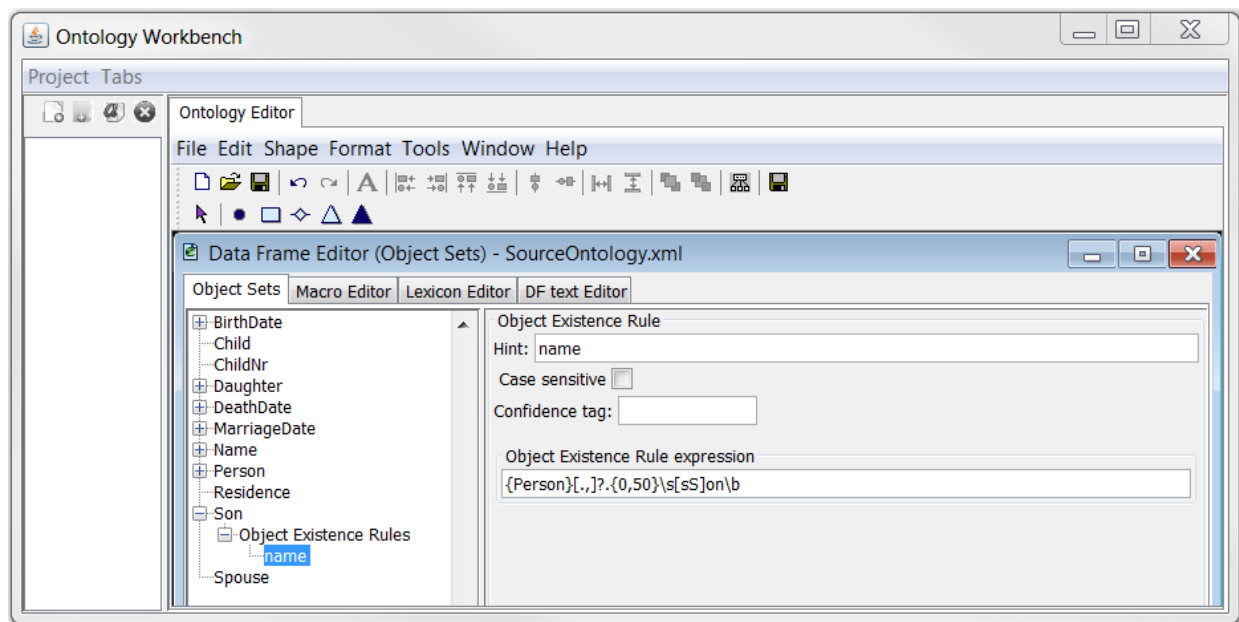 Ontology Workbench
Project Tabs
Ontology Editor
File Edit Shape Format Tools Window Help
A
Data Frame Editor (Object Sets) - SourceOntology.xml
Object Sets Macro Editor Lexicon Editor DF text Editor
BirthDate
Child
ChildNr
Daughter
DeathDate
MarriageDate
Name
Person
Residence
Son
Object Existence Rules
name
Spouse
Object Existence Rule
Hint: name
Case sensitive
Confidence tag:
Object Existence Rule expression
{Person}[.,]?.{0,50}\s[sS]on\b